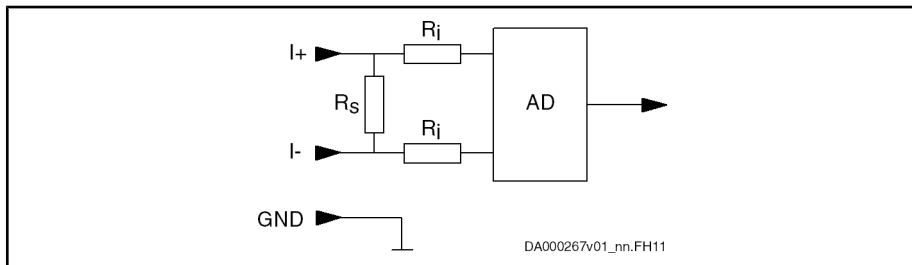 Ri
I+
AD
RS
Ri
I-
GND
DA000267v01_nn.FH11